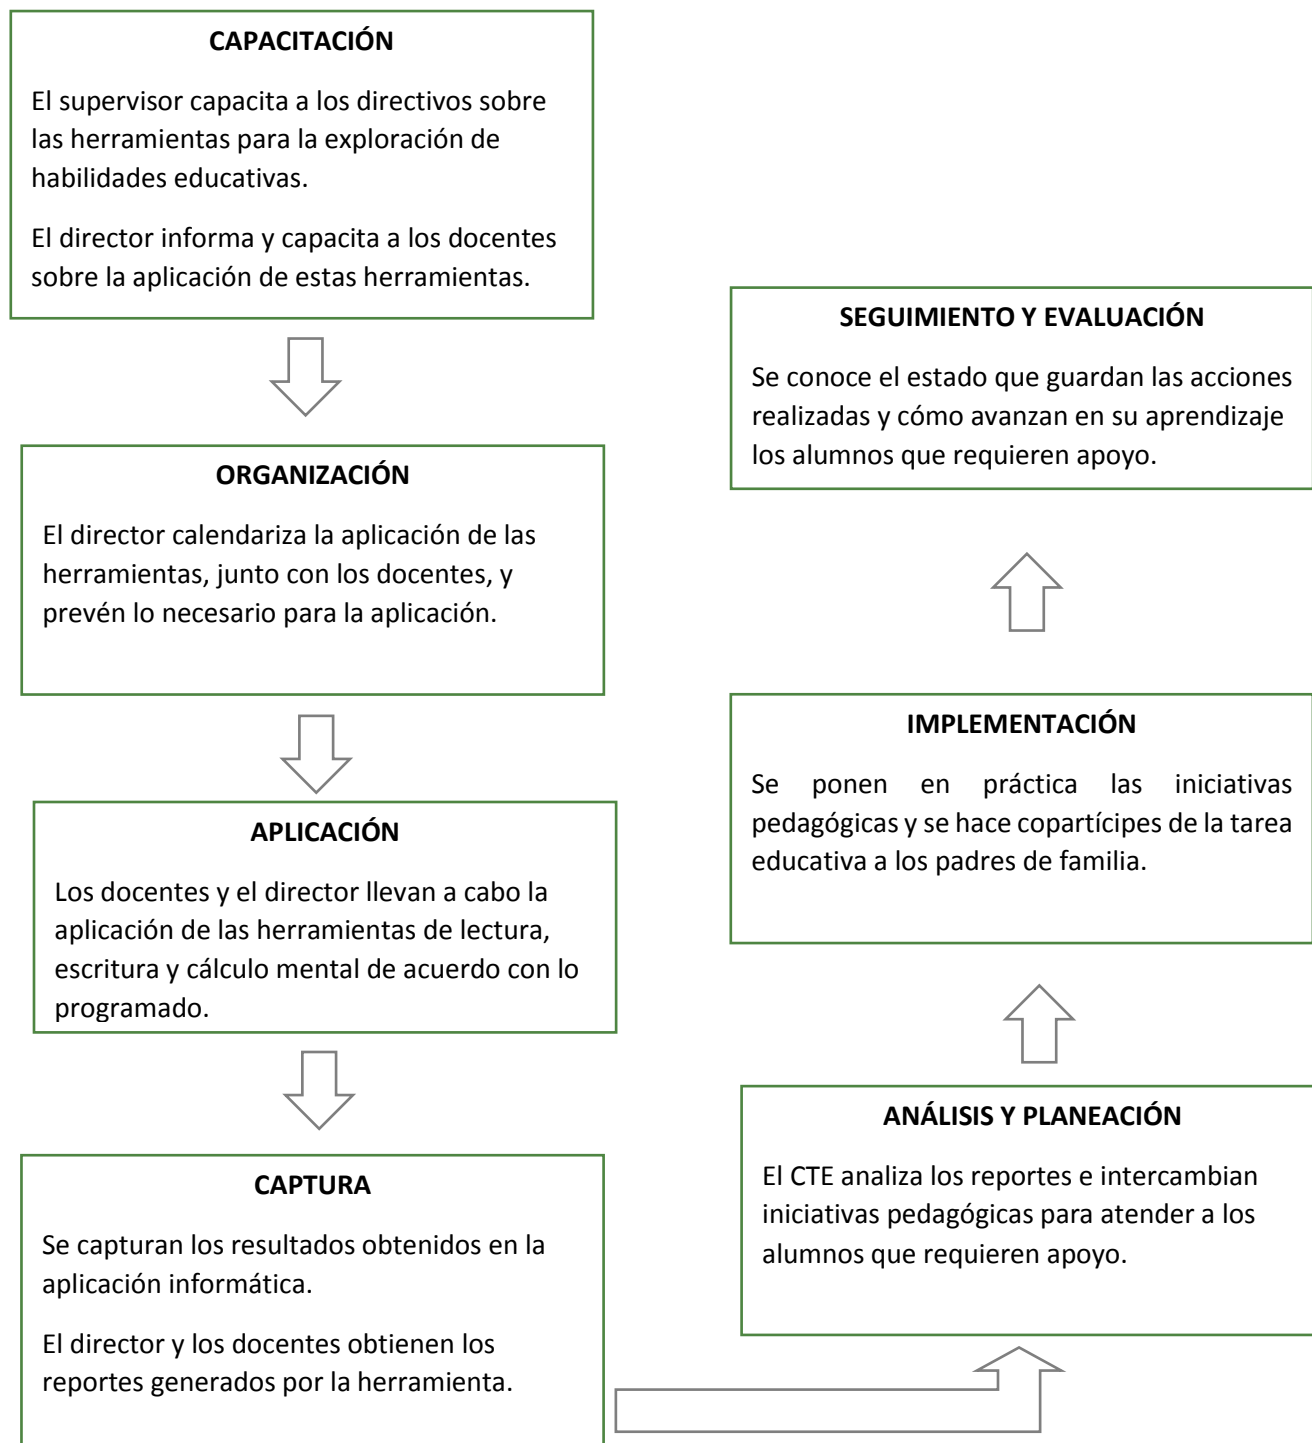 CAPACITACIÓN
El supervisor capacita a los directivos sobre
las herramientas para la exploración de
habilidades educativas.
El director informa y capacita a los docentes
sobre la aplicación de estas herramientas.
ORGANIZACIÓN
El director calendariza la aplicación de las
herramientas, junto con los docentes, y
prevén lo necesario para la aplicación.
APLICACIÓN
Los docentes y el director llevan a cabo la
aplicación de las herramientas de lectura,
escritura y cálculo mental de acuerdo con lo
programado.
CAPTURA
Se capturan los resultados obtenidos en la
aplicación informática.
El director y los docentes obtienen los
reportes generados por la herramienta.
ANÁLISIS Y PLANEACIÓN
El CTE analiza los reportes e intercambian
iniciativas pedagógicas para atender a los
alumnos que requieren apoyo.
IMPLEMENTACIÓN
Se ponen en práctica las iniciativas
pedagógicas y se hace copartícipes de la tarea
educativa a los padres de familia.
SEGUIMIENTO Y EVALUACIÓN
Se conoce el estado que guardan las acciones
realizadas y cómo avanzan en su aprendizaje
los alumnos que requieren apoyo.